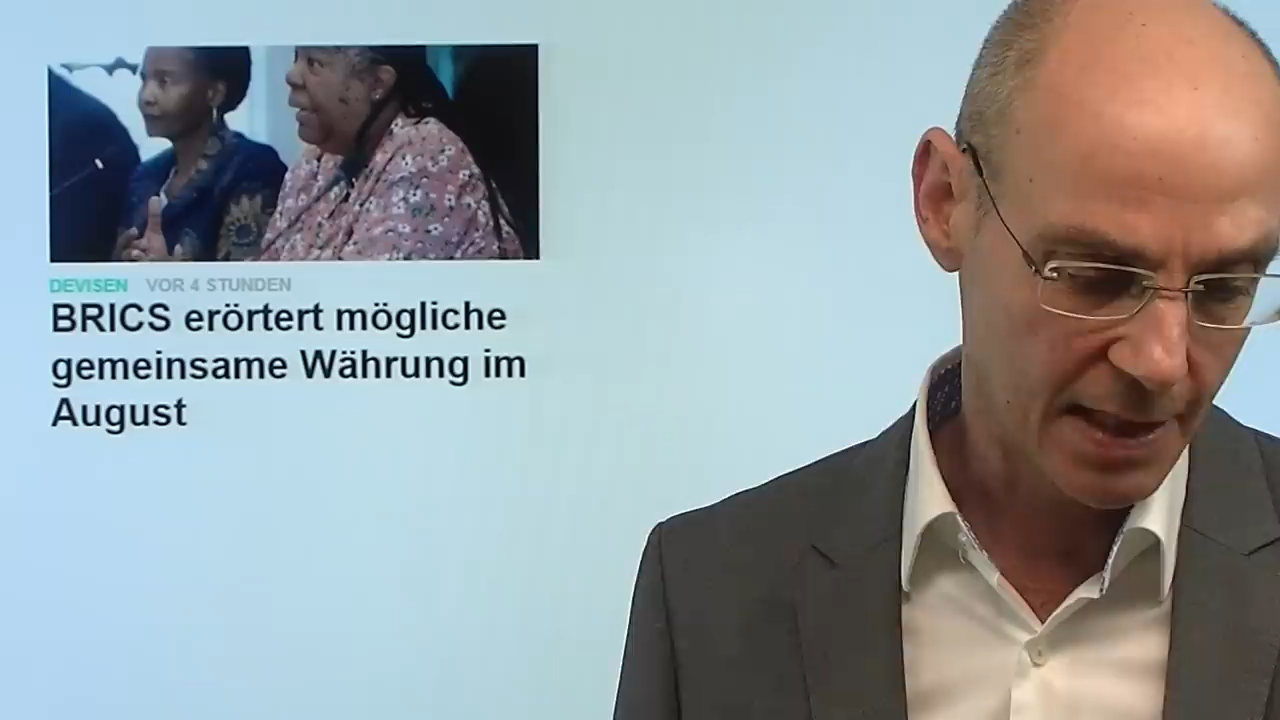 DEVISEN VOR 4 STUNDEN
BRICS erörtert mögliche
gemeinsame Währung im
August